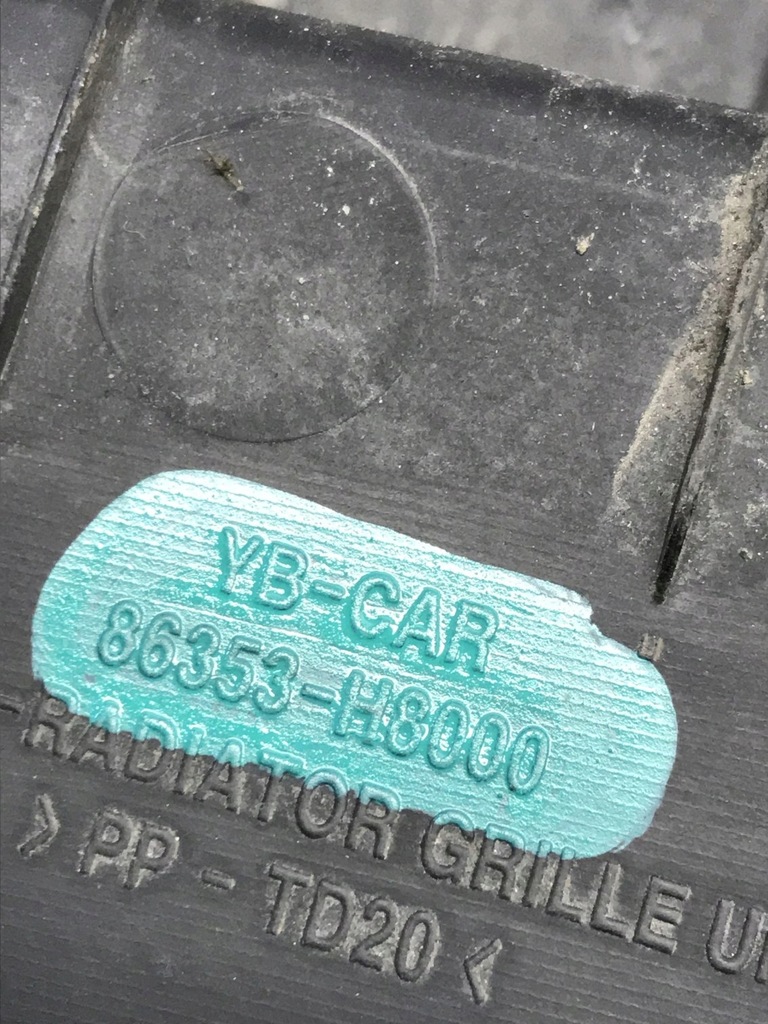 YB-CAR
86353-H8000
-RADIATOR GRILLE
>PP-TD20<